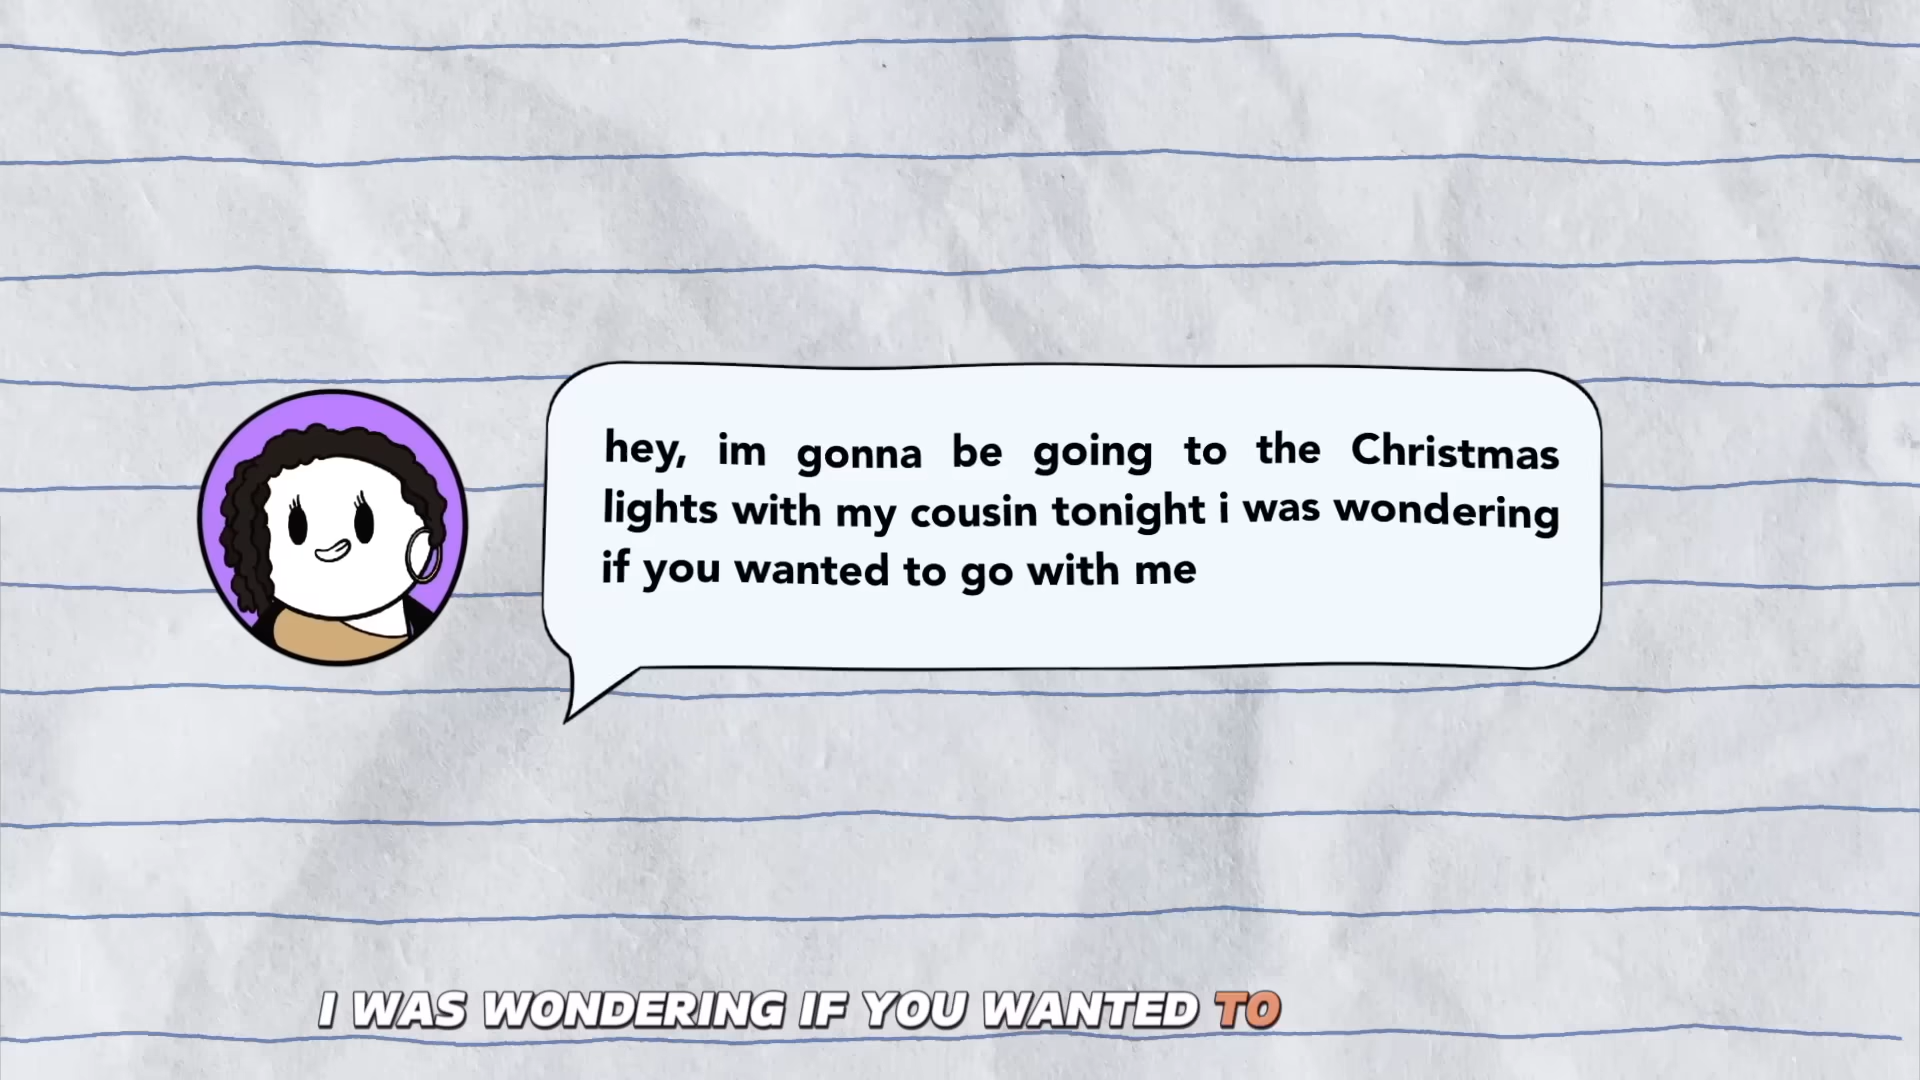 hey, im gonna be going to the Christmas
lights with my cousin tonight i was wondering
if you wanted to go with me
I WAS WONDERING IF YOU WANTED TO